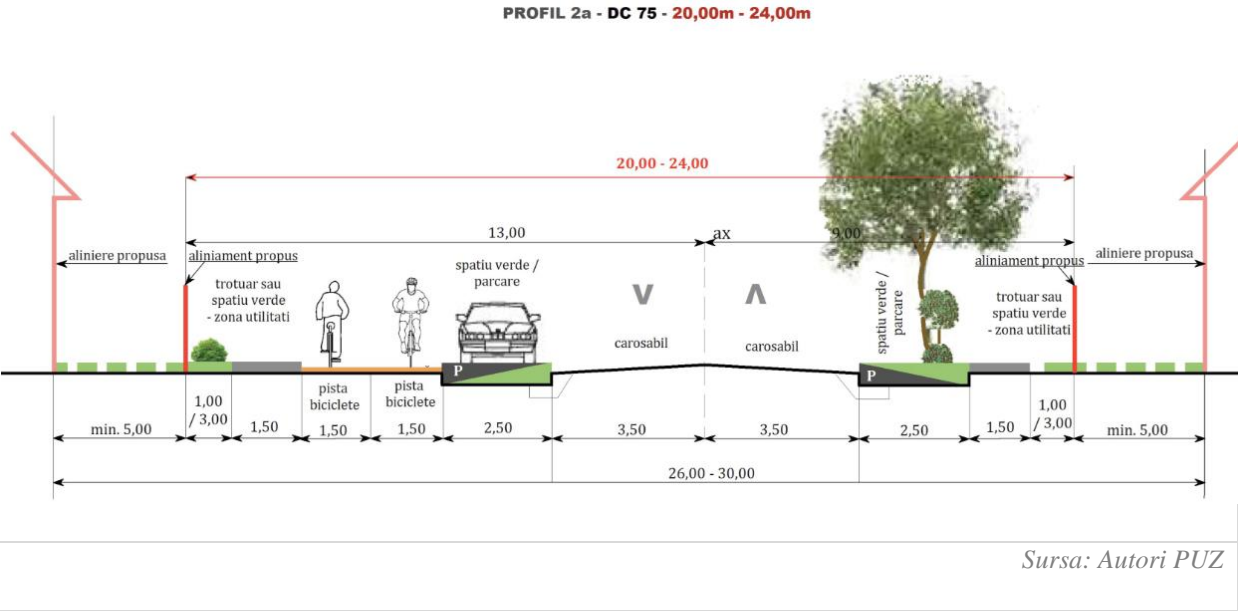 PROFIL 2a - DC 75 - 20,00m - 24,00m
20,00 - 24,00
13,00
ax
9,00
aliniere propusa
aliniament propus
spatiu verde /
parcare
trotuar sau
spatiu verde
- zona utilitati
V
Λ
carosabil
carosabil
spatiu verde /
parcare
aliniament propus
aliniere propusa
trotuar sau
spatiu verde
- zona utilitati
P
P
pista
biciclete
pista
biciclete
min. 5,00
1,00
/ 3,00
1,50
1,50
1,50
2,50
3,50
3,50
2,50
1,50
1,00
/ 3,00
min. 5,00
26,00 - 30,00
Sursa: Autori PUZ